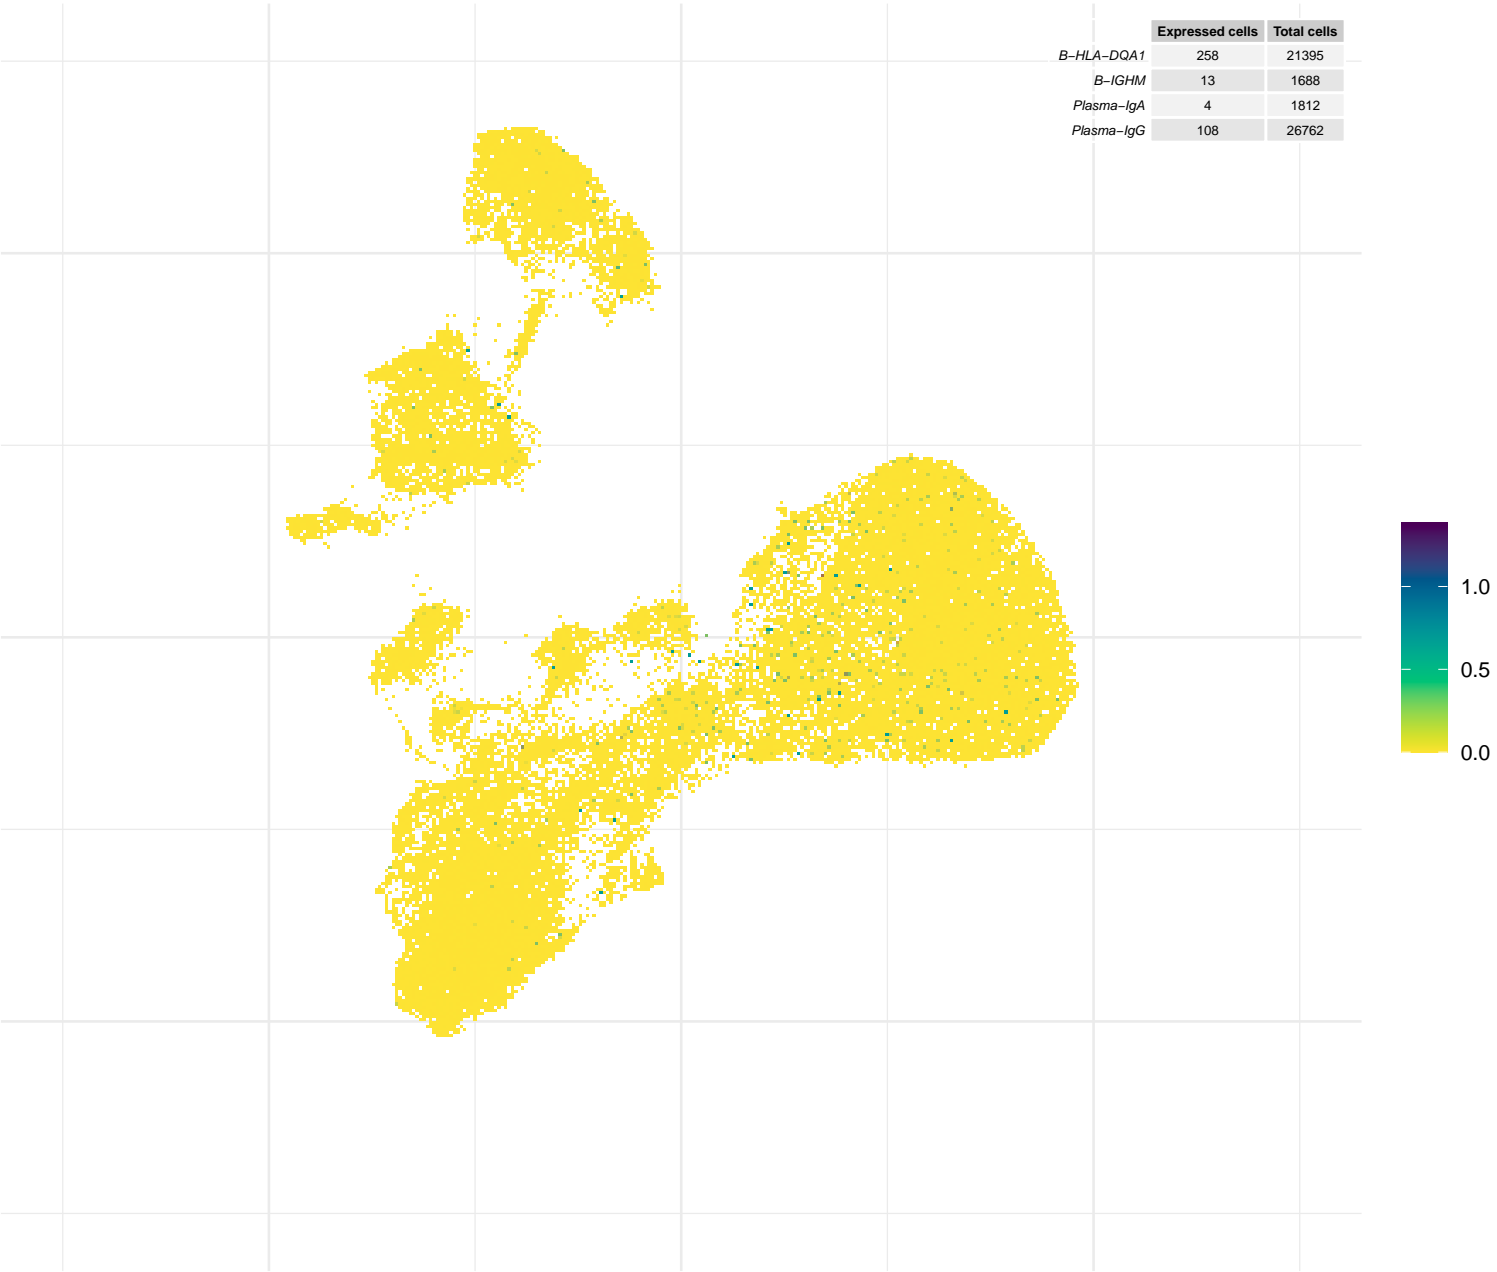 Expressed cells Total cells
B−HLA−DQA1 258 21395
B−IGHM 13 1688
Plasma−IgA 4 1812
Plasma−IgG 108 26762
1.0
0.5
0.0